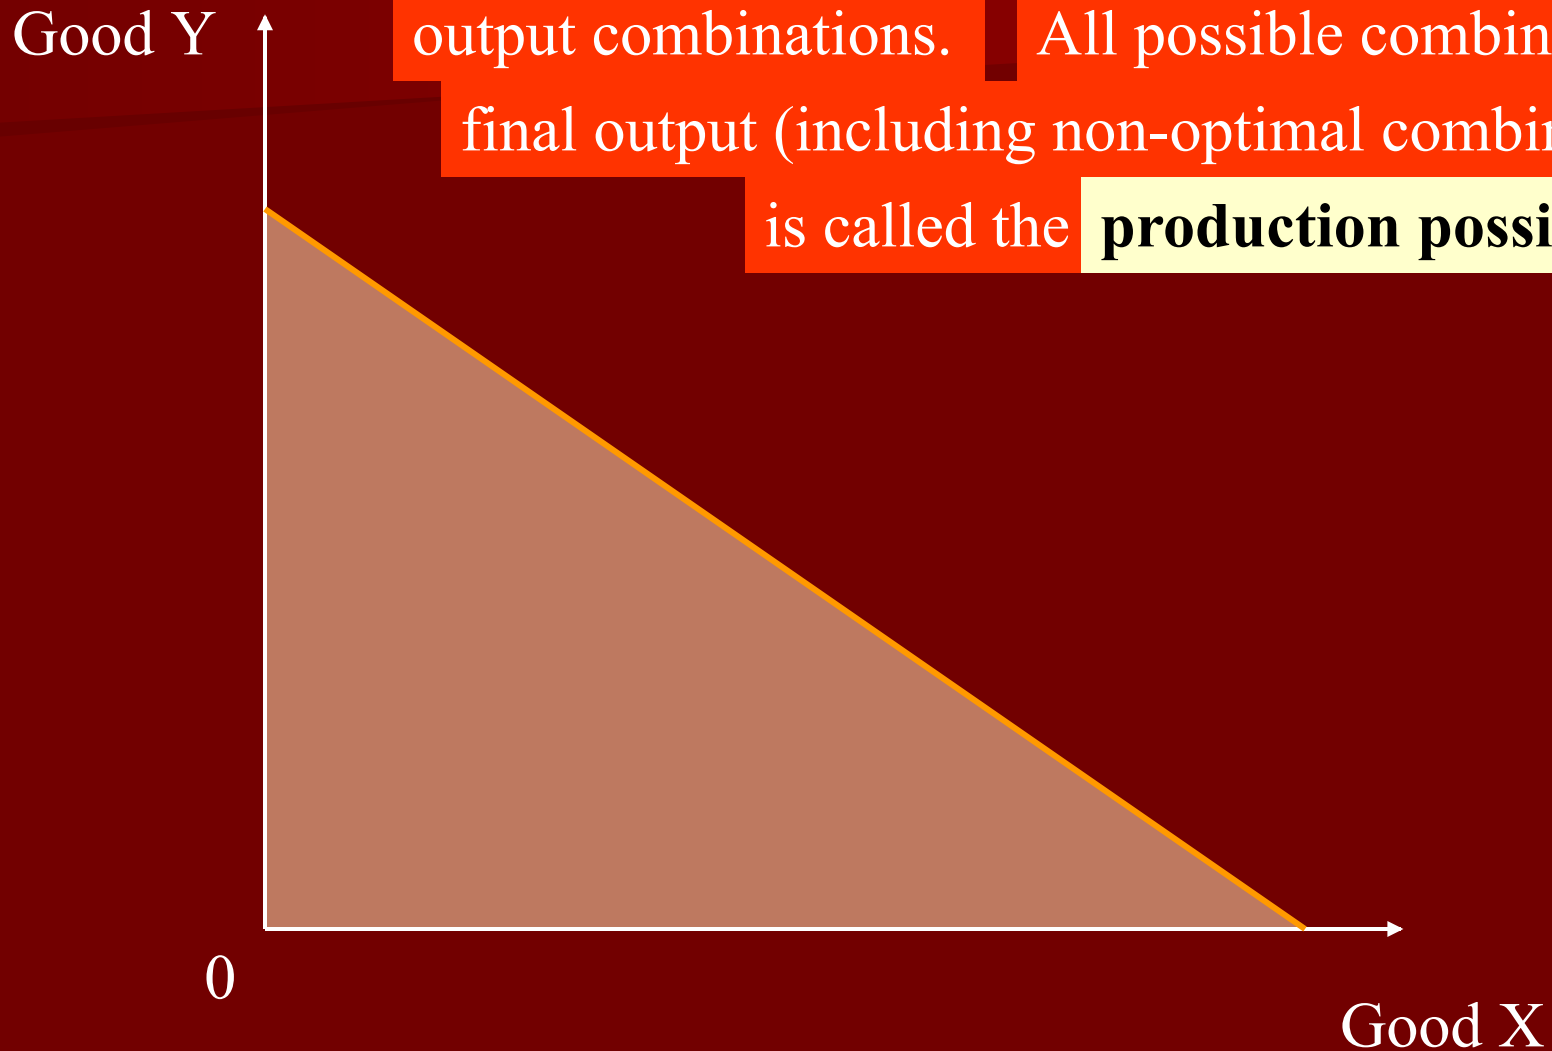 Good Y
output combinations. All possible combin
final output (including non-optimal combin
is called the production possi
0
Good X